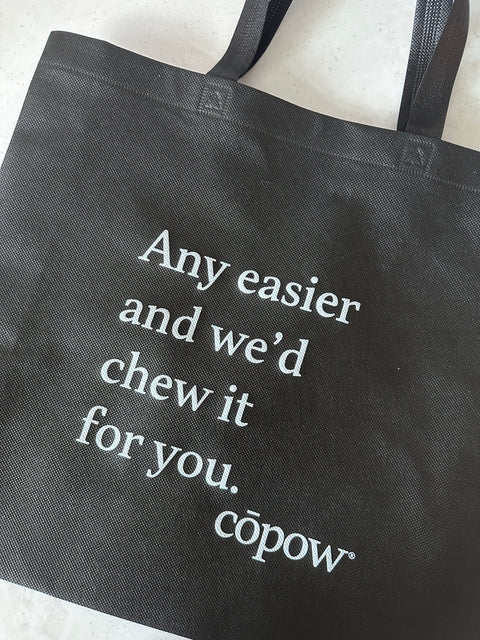 Any easier
and we’d
chew it
for you.
cōpow®